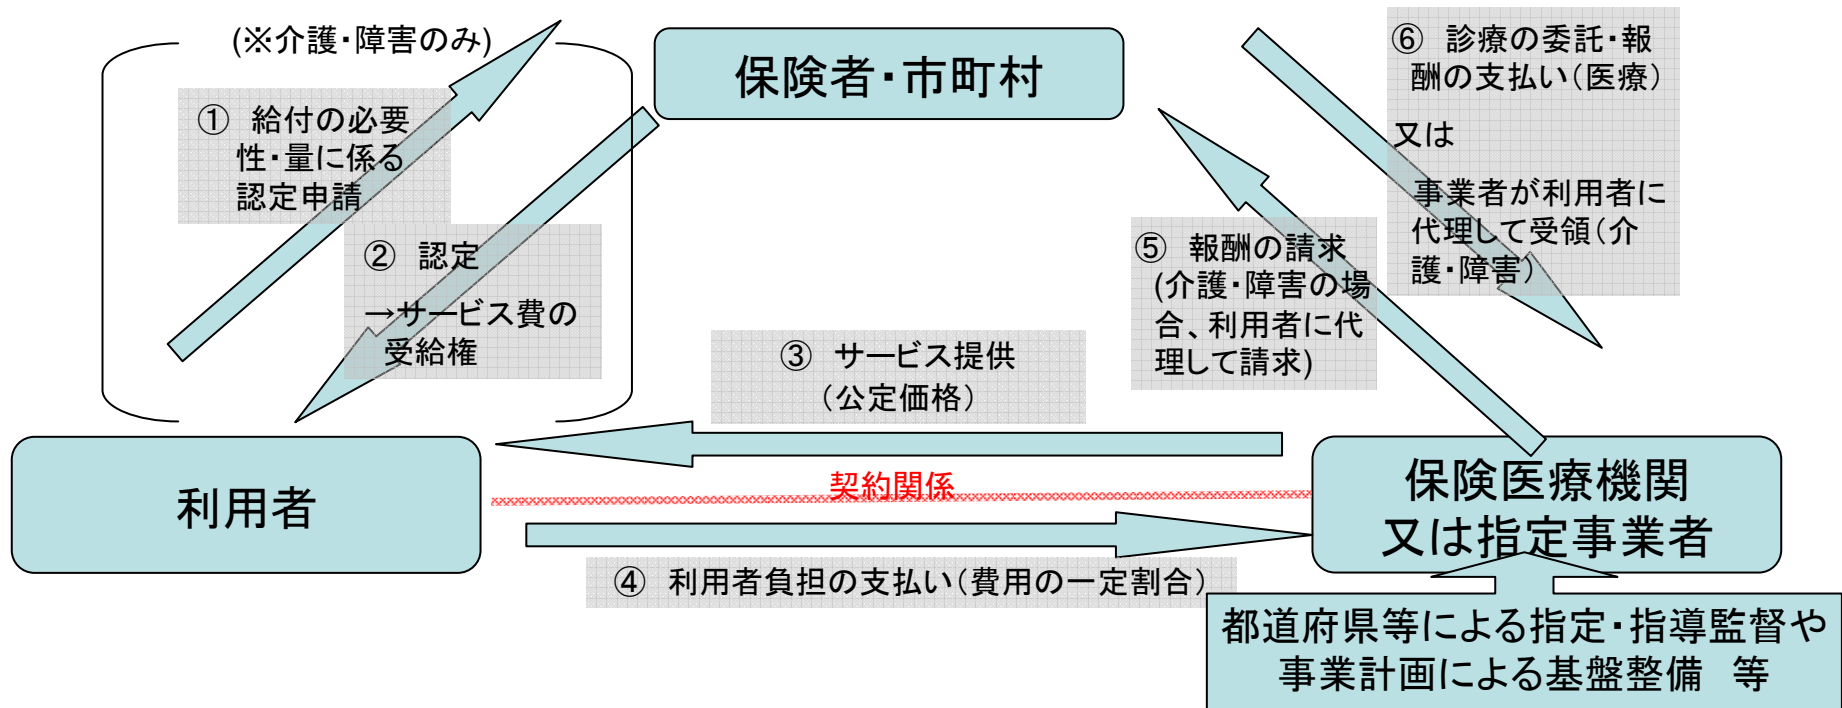 (※介護・障害のみ)
① 給付の必要
性・量に係る
認定申請
② 認定
→サービス費の
受給権
保険者・市町村
⑥ 診療の委託・報
酬の支払い(医療)
又は
事業者が利用者に
代理して受領(介
護・障害)
⑤ 報酬の請求
(介護・障害の場
合、利用者に代
理して請求)
③ サービス提供
(公定価格)
契約関係
④ 利用者負担の支払い(費用の一定割合)
利用者
保険医療機関
又は指定事業者
都道府県等による指定・指導監督や
事業計画による基盤整備 等